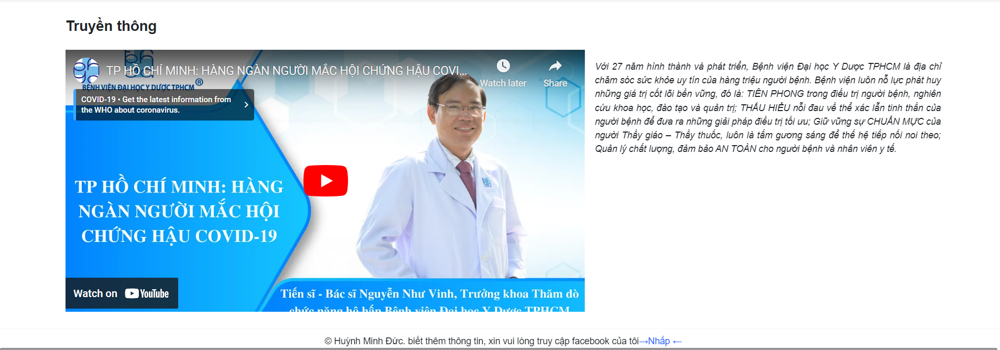 Truyền thông
TP HỒ CHÍ MINH: HÀNG NGÀN NGƯỜI MẮC HỘI CHỨNG HẬU COVI...
Watch later
Share
BỆNH VIỆN ĐẠI HỌC Y DƯỢC TPHCM ®
COVID-19 • Get the latest information from
the WHO about coronavirus.
TP HỒ CHÍ MINH: HÀNG
NGÀN NGƯỜI MẮC HỘI
CHỨNG HẬU COVID-19
Watch on YouTube
Tiến sĩ - Bác sĩ Nguyễn Như Vinh, Trưởng khoa Thăm dò
chức năng hô hấp Bệnh viện Đại học Y Dược TPHCM
Với 27 năm hình thành và phát triển, Bệnh viện Đại học Y Dược TPHCM là địa chỉ
chăm sóc sức khỏe uy tín của hàng triệu người bệnh. Bệnh viện luôn nỗ lực phát huy
những giá trị cốt lõi bền vững, đó là: TIÊN PHONG trong điều trị người bệnh, nghiên
cứu khoa học, đào tạo và quản trị; THẤU HIỂU nỗi đau về thể xác lẫn tinh thần của
người bệnh để đưa ra những giải pháp điều trị tối ưu; Giữ vững sự CHUẨN MỰC của
người Thầy giáo – Thầy thuốc, luôn là tấm gương sáng để thế hệ tiếp nối noi theo;
Quản lý chất lượng, đảm bảo AN TOÀN cho người bệnh và nhân viên y tế.
© Huỳnh Minh Đức. biết thêm thông tin, xin vui lòng truy cập facebook của tôi→Nhấp ←